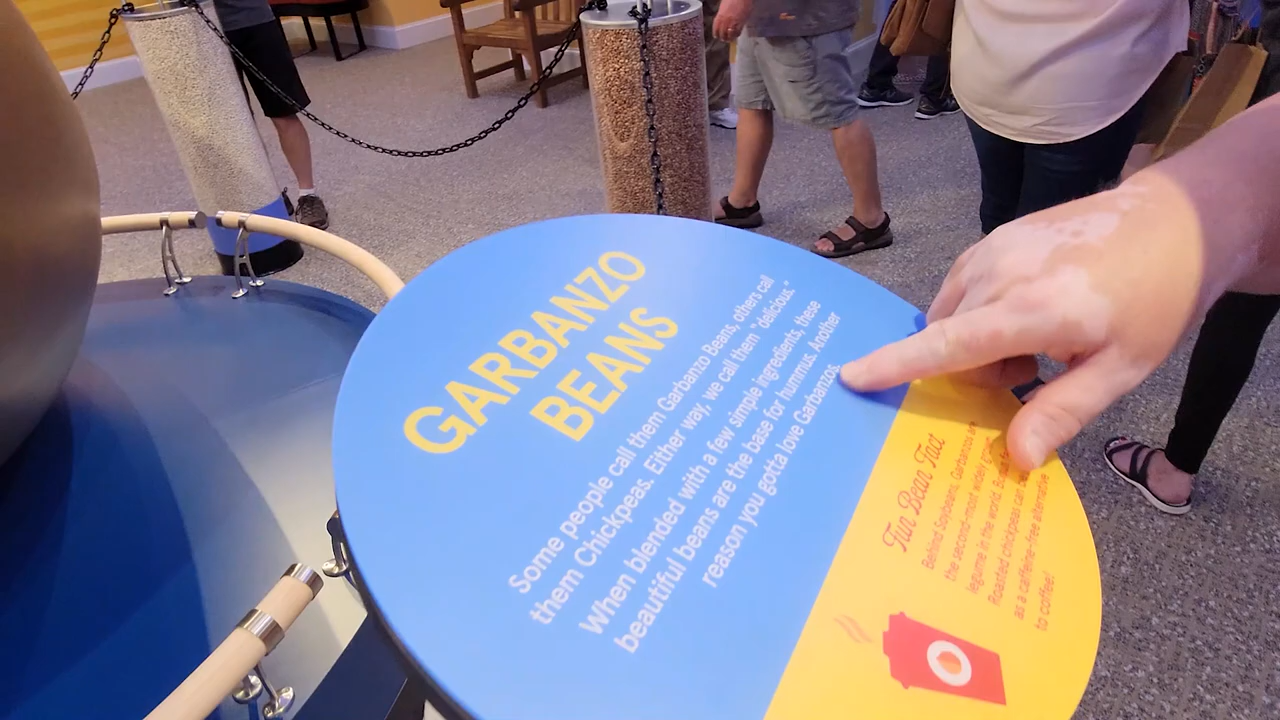 GARBANZO
BEANS
Some people call them Garbanzo Beans, others call
them Chickpeas. Either way, we call them "delicious."
When blended with a few simple ingredients, these
beautiful beans are the base for hummus. Another
reason you gotta love Garbanzos.
Fun Bean Fact
Behind Soybeans, Garbanzos are
the second-most widely grown
legume in the world.
Roasted chickpeas can
as a caffeine-free alternative
to coffee!